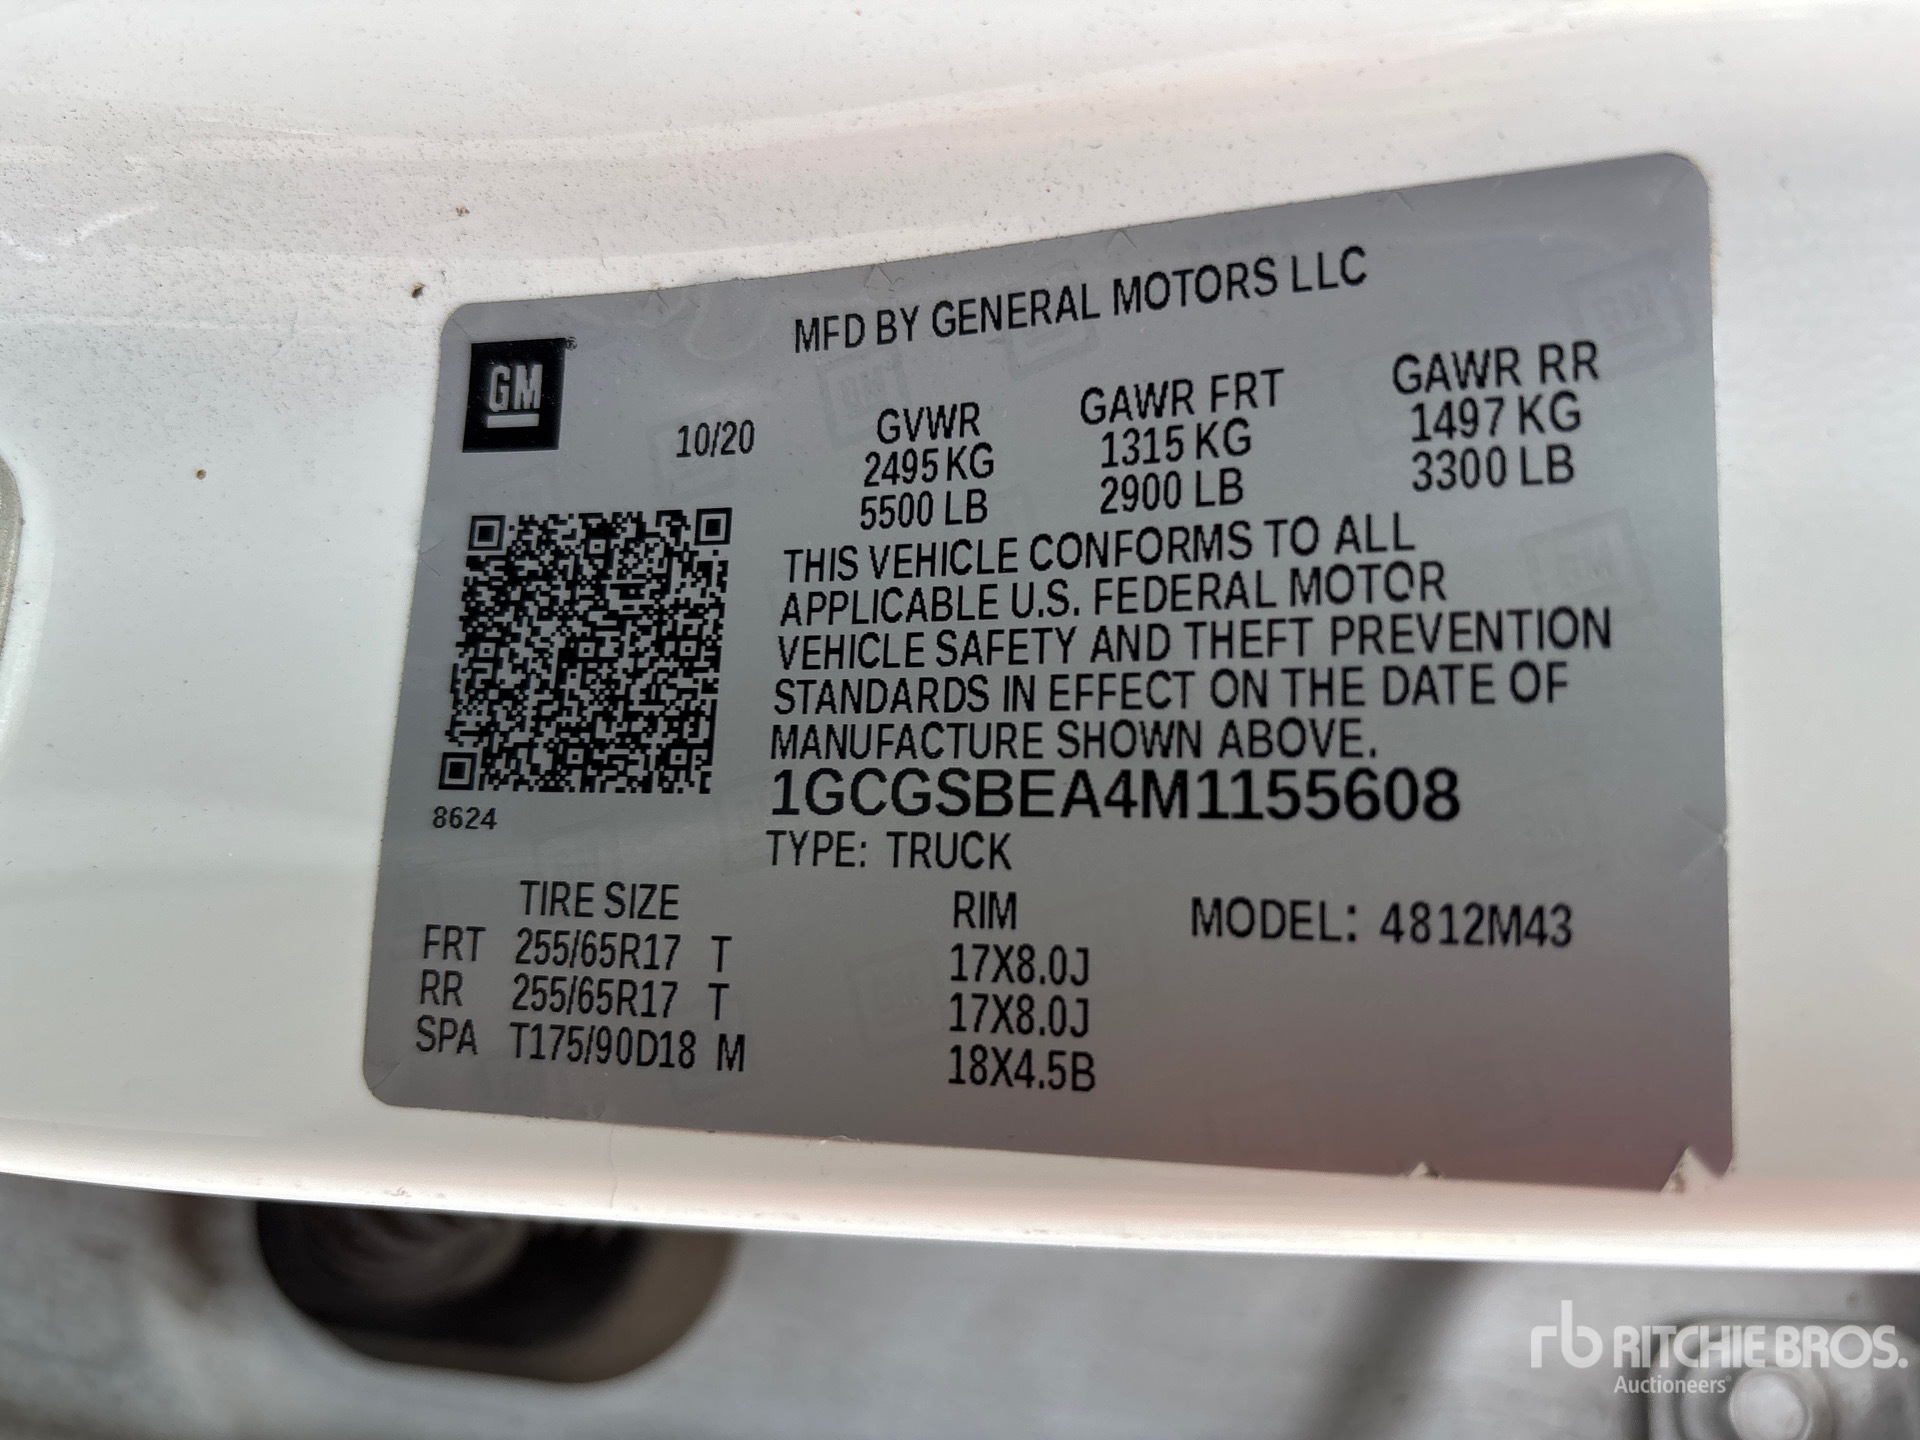 MFD BY GENERAL MOTORS LLC
GM
10/20
GVWR GAWR FRT GAWR RR
2495 KG 1315 KG 1497 KG
5500 LB 2900 LB 3300 LB
THIS VEHICLE CONFORMS TO ALL
APPLICABLE U.S. FEDERAL MOTOR
VEHICLE SAFETY AND THEFT PREVENTION
STANDARDS IN EFFECT ON THE DATE OF
MANUFACTURE SHOWN ABOVE.
1GCGSBEA4M1155608
8624
TYPE: TRUCK
TIRE SIZE RIM MODEL: 4812M43
FRT 255/65R17 T 17X8.0J
RR 255/65R17 T 17X8.0J
SPA T175/90D18 M 18X4.5B
rb RITCHIE BROS.
Auctioneers